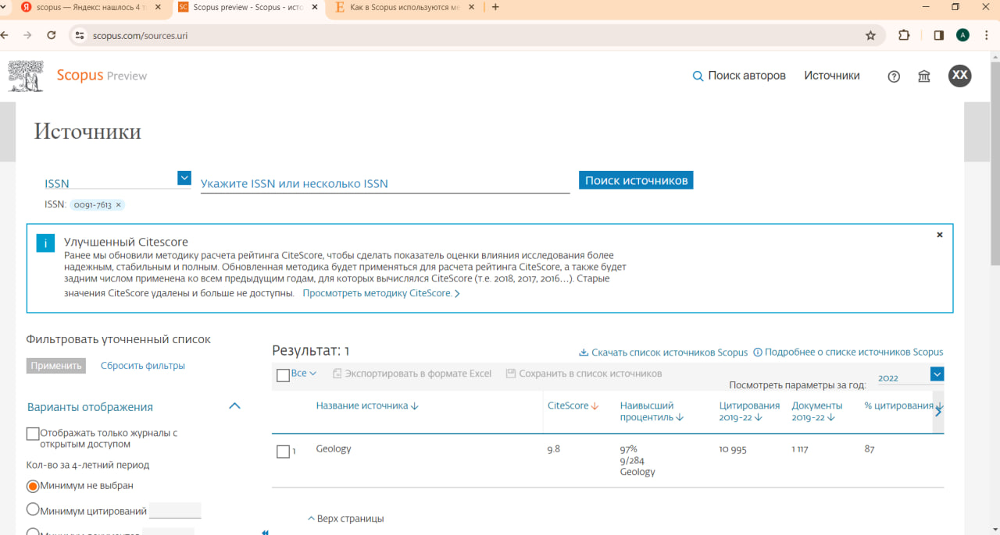 scopus — Яндекс: нашлось 4 т
Scopus preview - Scopus - исто
Как в Scopus используются ме
scopus.com/sources.uri
A
Scopus Preview
Поиск авторов
Источники
XX
Источники
ISSN
Укажите ISSN или несколько ISSN
Поиск источников
ISSN: 0091-7613 ×
Улучшенный Citescore
Ранее мы обновили методику расчета рейтинга CiteScore, чтобы сделать показатель оценки влияния исследования более
надежным, стабильным и полным. Обновленная методика будет применяться для расчета рейтинга CiteScore, а также будет
задним числом применена ко всем предыдущим годам, для которых вычислялся CiteScore (т.е. 2018, 2017, 2016...). Старые
значения CiteScore удалены и больше не доступны. Просмотреть методику CiteScore.
Фильтровать уточненный список
Применить
Сбросить фильтры
Варианты отображения
Отображать только журналы с
открытым доступом
Кол-во за 4-летний период
Минимум не выбран
Минимум цитирований
Результат: 1
Скачать список источников Scopus
Подробнее о списке источников Scopus
Все
Экспортировать в формате Excel
Сохранить в список источников
Посмотреть параметры за год: 2022
Название источника
CiteScore
Наивысший
процентиль
Цитирования
2019-22
Документы
2019-22
% цитирования
1
Geology
9.8
97%
9/284
Geology
10 995
1 117
87
Верх страницы